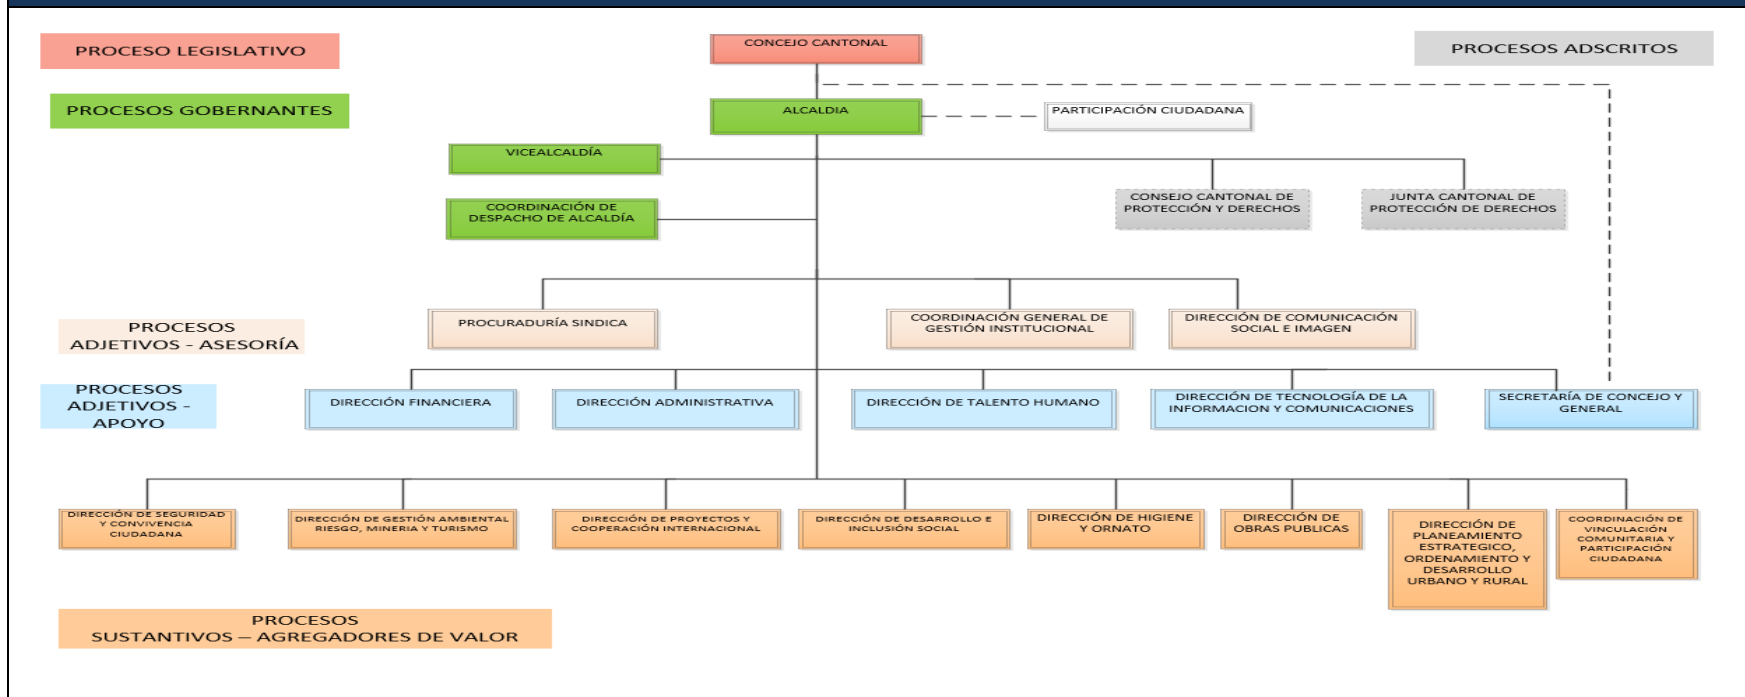 PROCESO LEGISLATIVO
CONCEJO CANTONAL
PROCESOS ADSCRITOS
PROCESOS GOBERNANTES
ALCALDIA
PARTICIPACIÓN CIUDADANA
VICEALCALDÍA
COORDINACIÓN DE
DESPACHO DE ALCALDÍA
CONSEJO CANTONAL DE
PROTECCIÓN Y DERECHOS
JUNTA CANTONAL DE
PROTECCIÓN DE DERECHOS
PROCESOS
ADJETIVOS - ASESORÍA
PROCURADURÍA SINDICA
COORDINACIÓN GENERAL DE
GESTIÓN INSTITUCIONAL
DIRECCIÓN DE COMUNICACIÓN
SOCIAL E IMAGEN
PROCESOS
ADJETIVOS -
APOYO
DIRECCIÓN FINANCIERA
DIRECCIÓN ADMINISTRATIVA
DIRECCIÓN DE TALENTO HUMANO
DIRECCIÓN DE TECNOLOGÍA DE LA
INFORMACION Y COMUNICACIONES
SECRETARÍA DE CONCEJO Y
GENERAL
DIRECCIÓN DE SEGURIDAD
Y CONVIVENCIA
CIUDADANA
DIRECCIÓN DE GESTIÓN AMBIENTAL
RIESGO, MINERIA Y TURISMO
DIRECCIÓN DE PROYECTOS Y
COOPERACIÓN INTERNACIONAL
DIRECCIÓN DE DESARROLLO E
INCLUSIÓN SOCIAL
DIRECCIÓN DE HIGIENE
Y ORNATO
DIRECCIÓN DE
OBRAS PUBLICAS
DIRECCIÓN DE
PLANEAMIENTO
ESTRATEGICO,
ORDENAMIENTO Y
DESARROLLO
URBANO Y RURAL
COORDINACIÓN DE
VINCULACIÓN
COMUNITARIA Y
PARTICIPACIÓN
CIUDADANA
PROCESOS
SUSTANTIVOS – AGREGADORES DE VALOR